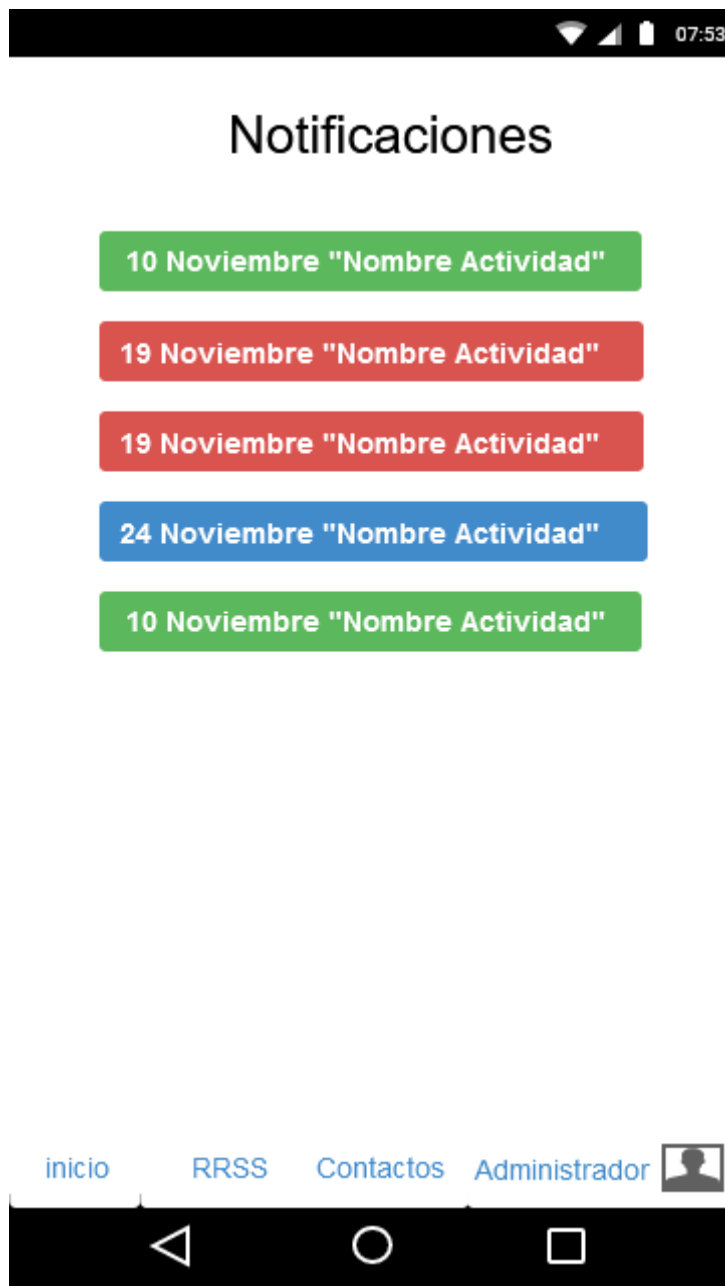 07:53
Notificaciones
10 Noviembre "Nombre Actividad"
19 Noviembre "Nombre Actividad"
19 Noviembre "Nombre Actividad"
24 Noviembre "Nombre Actividad"
10 Noviembre "Nombre Actividad"
inicio RRSS Contactos Administrador